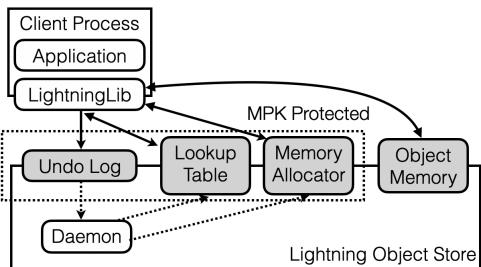 Client Process
Application
LightningLib
MPK Protected
Undo Log
Lookup
Table
Memory
Allocator
Object
Memory
Daemon
Lightning Object Store